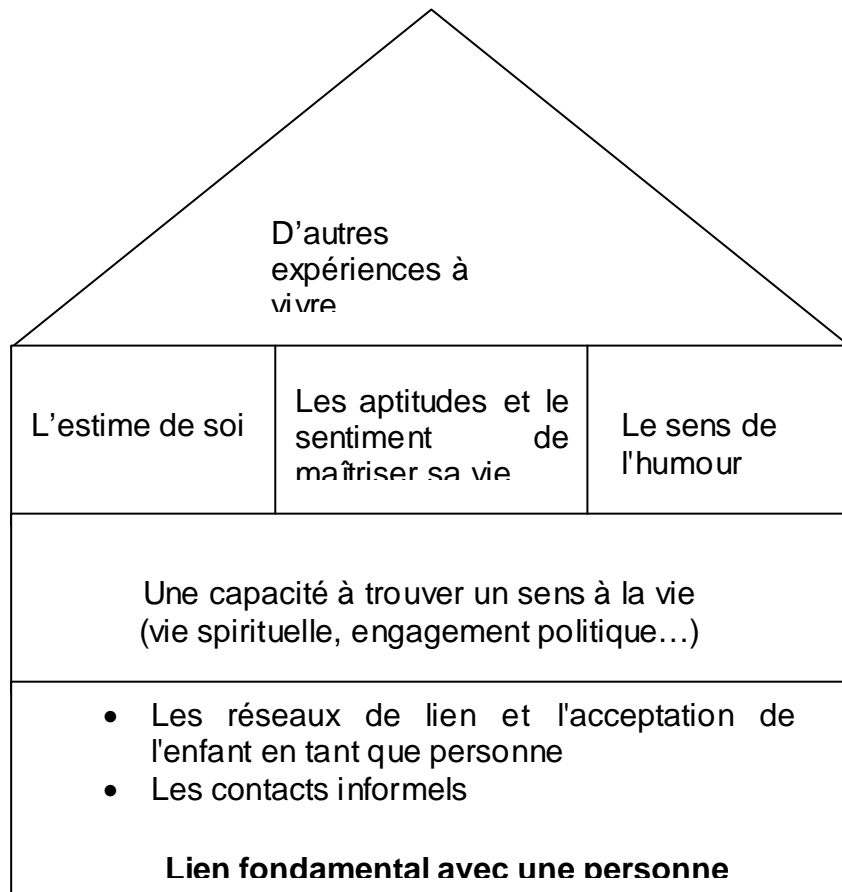 D’autres
expériences à
vivre
L’estime de soi
Les aptitudes et le
sentiment de
maîtriser sa vie
Le sens de
l'humour
Une capacité à trouver un sens à la vie
(vie spirituelle, engagement politique…)
• Les réseaux de lien et l'acceptation de
l'enfant en tant que personne
• Les contacts informels
Lien fondamental avec une personne